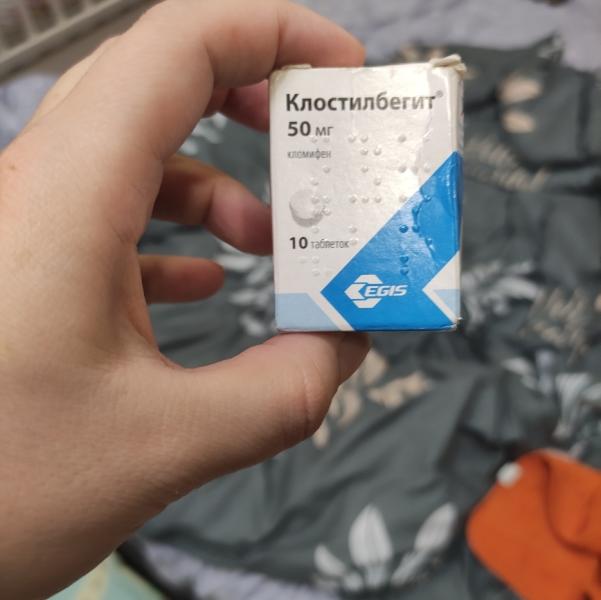 Клостилбегит®
50 мг
кломифен
10 таблеток
EGIS